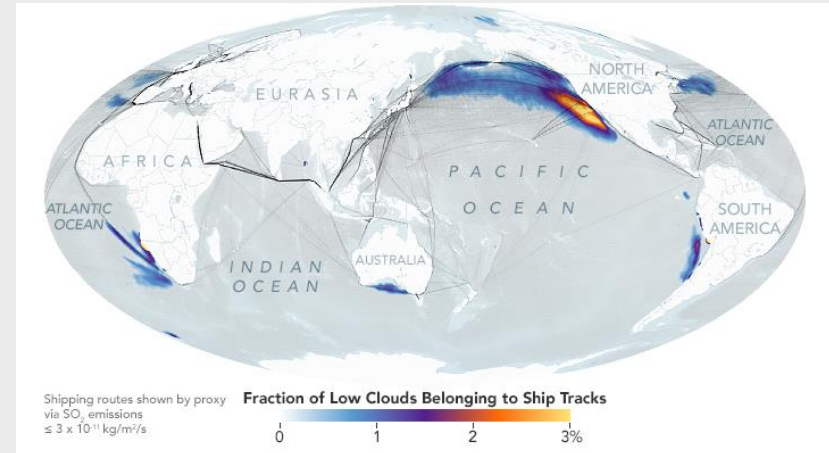 NORTH
AMERICA
EURASIA
ATLANTIC
OCEAN
AFRICA
PACIFIC
OCEAN
ATLANTIC
OCEAN
SOUTH
AMERICA
INDIAN
OCEAN
AUSTRALIA
Shipping routes shown by proxy
via SO₂ emissions
≤ 3 x 10⁻¹¹ kg/m²/s
Fraction of Low Clouds Belonging to Ship Tracks
0 1 2 3%